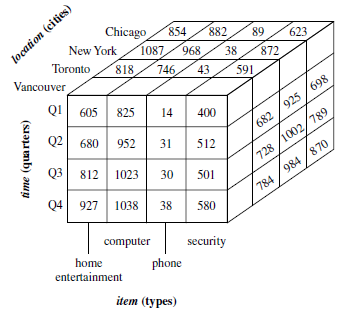 location (cities)
Chicago 854 882 89 623
New York 1087 968 38 872
Toronto 818 746 43 591
Vancouver
Q1 605 825 14 400 682 925 698
Q2 680 952 31 512 728 1002 789
Q3 812 1023 30 501 784 984 870
Q4 927 1038 38 580
time (quarters)
computer security
home phone
entertainment
item (types)